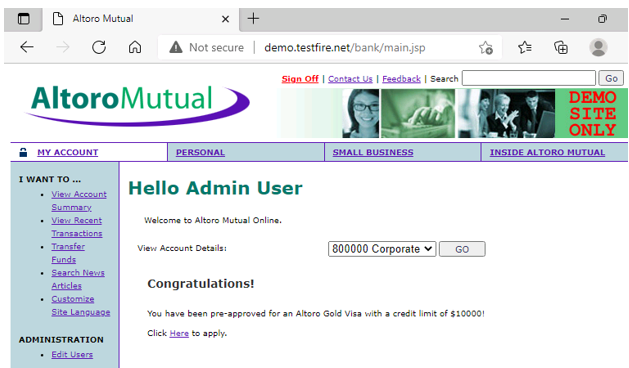 Altoro Mutual
Not secure | demo.testfire.net/bank/main.jsp
Sign Off | Contact Us | Feedback | Search Go
AltoroMutual
DEMO
SITE
ONLY
MY ACCOUNT PERSONAL SMALL BUSINESS INSIDE ALTORO MUTUAL
I WANT TO ...
• View Account
Summary
• View Recent
Transactions
• Transfer
Funds
• Search News
Articles
• Customize
Site Language
ADMINISTRATION
• Edit Users
Hello Admin User
Welcome to Altoro Mutual Online.
View Account Details: 800000 Corporate GO
Congratulations!
You have been pre-approved for an Altoro Gold Visa with a credit limit of $10000!
Click Here to apply.